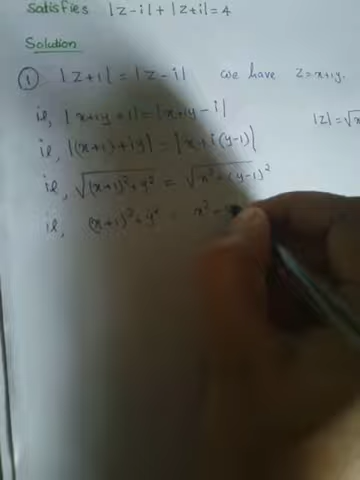 Satisfies |z-i| + |z+i| = 4
Solution
① |z+1| = |z-i| we have z = x+iy.
ie, |x+iy+1| = |x+iy-i|
|z| = √x
ie, |(x+1)+iy| = |x+i(y-1)|
ie, √(x+1)²+y² = √x²+(y-1)²
ie, (x+1)²+y² = x²